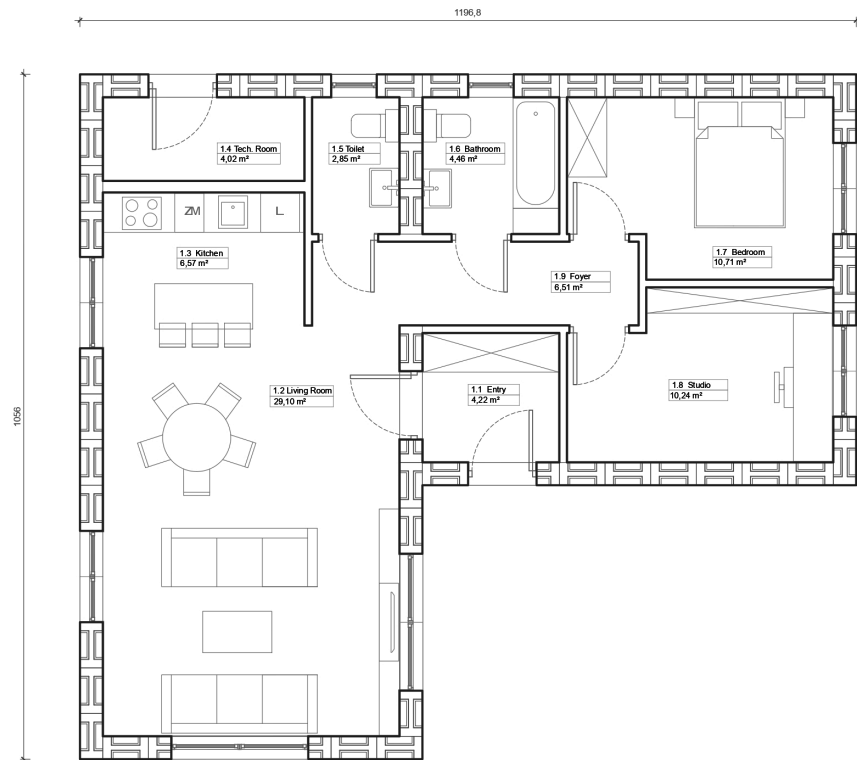 1196,8
1056
1.4 Tech. Room
4,02 m²
1.5 Toilet
2,85 m²
1.6 Bathroom
4,46 m²
ZM
L
1.3 Kitchen
6,57 m²
1.7 Bedroom
10,71 m²
1.9 Foyer
6,51 m²
1.2 Living Room
29,10 m²
1.1 Entry
4,22 m²
1.8 Studio
10,24 m²